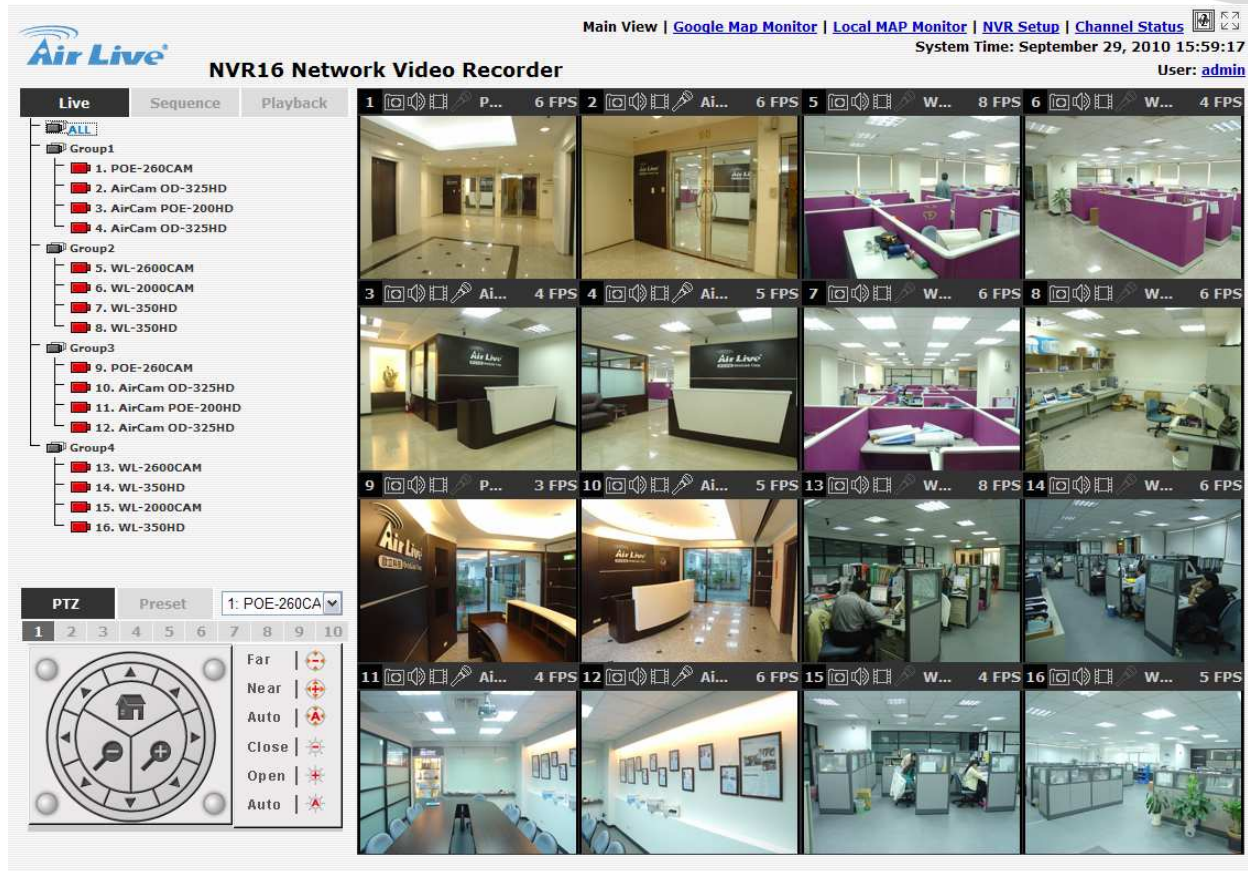 Main View | Google Map Monitor | Local MAP Monitor | NVR Setup | Channel Status
System Time: September 29, 2010 15:59:17
Air Live®
NVR16 Network Video Recorder
User: admin
Live Sequence Playback
ALL
Group1
1. POE-260CAM
2. AirCam OD-325HD
3. AirCam POE-200HD
4. AirCam OD-325HD
Group2
5. WL-2600CAM
6. WL-2000CAM
7. WL-350HD
8. WL-350HD
Group3
9. POE-260CAM
10. AirCam OD-325HD
11. AirCam POE-200HD
12. AirCam OD-325HD
Group4
13. WL-2600CAM
14. WL-350HD
15. WL-2000CAM
16. WL-350HD
PTZ Preset 1: POE-260CA
1 2 3 4 5 6 7 8 9 10
Far
Near
Auto
Close
Open
Auto
1 P... 6 FPS 2 Ai... 6 FPS 5 W... 8 FPS 6 W... 4 FPS
3 Ai... 4 FPS 4 Ai... 5 FPS 7 W... 6 FPS 8 W... 6 FPS
Air Live
Air Live
9 P... 3 FPS 10 Ai... 5 FPS 13 W... 8 FPS 14 W... 6 FPS
Air Live
Air Live
11 Ai... 4 FPS 12 Ai... 6 FPS 15 W... 4 FPS 16 W... 5 FPS